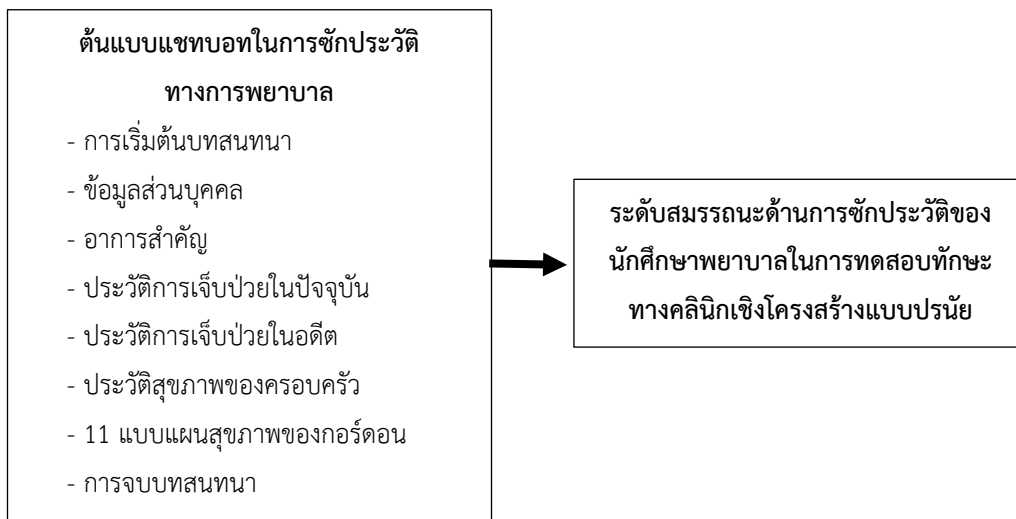 ต้นแบบแชทบอทในการซักประวัติ
ทางการพยาบาล
- การเริ่มต้นบทสนทนา
- ข้อมูลส่วนบุคคล
- อาการสำคัญ
- ประวัติการเจ็บป่วยในปัจจุบัน
- ประวัติการเจ็บป่วยในอดีต
- ประวัติสุขภาพของครอบครัว
- 11 แบบแผนสุขภาพของกอร์ดอน
- การจบบทสนทนา
ระดับสมรรถนะด้านการซักประวัติของ
นักศึกษาพยาบาลในการทดสอบทักษะ
ทางคลินิกเชิงโครงสร้างแบบปรนัย